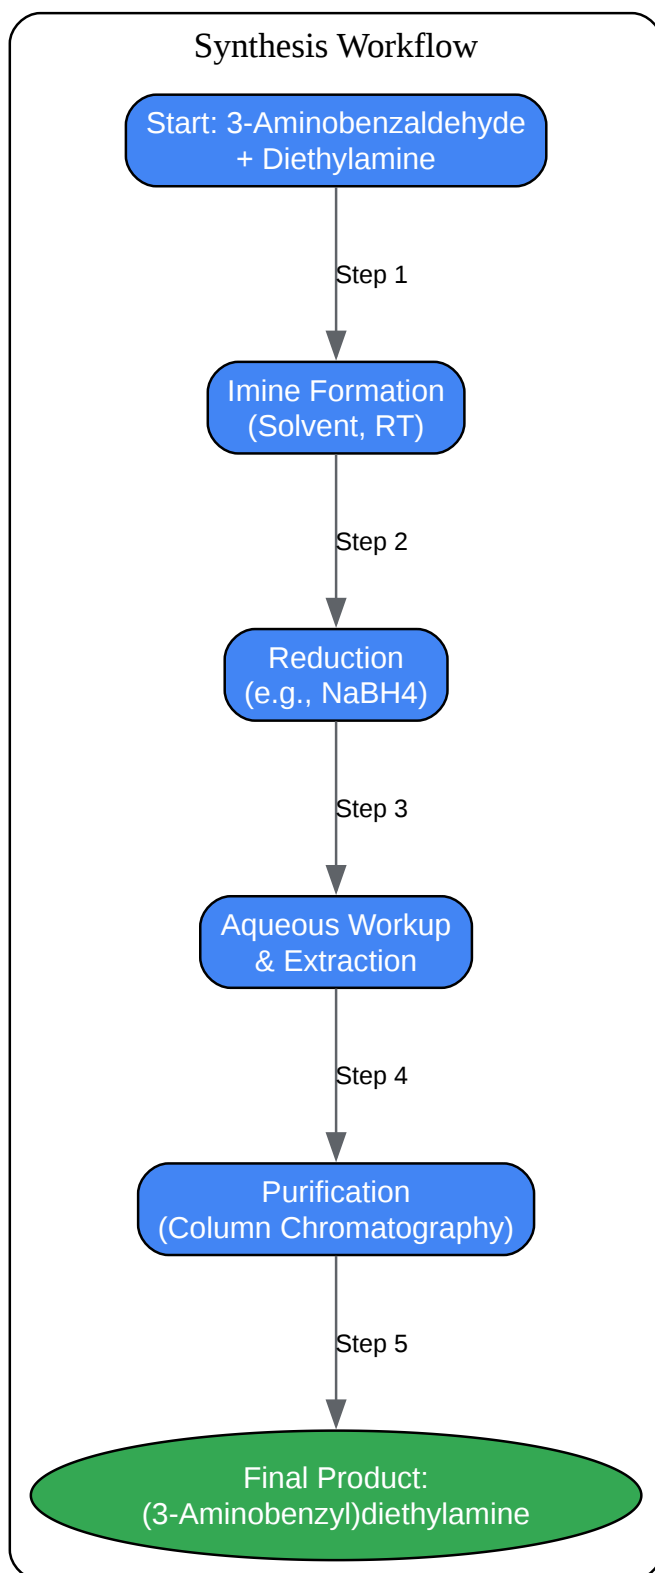 Synthesis Workflow
Start: 3-Aminobenzaldehyde
+ Diethylamine
Step 1
Imine Formation
(Solvent, RT)
Step 2
Reduction
(e.g., NaBH4)
Step 3
Aqueous Workup
& Extraction
Step 4
Purification
(Column Chromatography)
Step 5
Final Product:
(3-Aminobenzyl)diethylamine